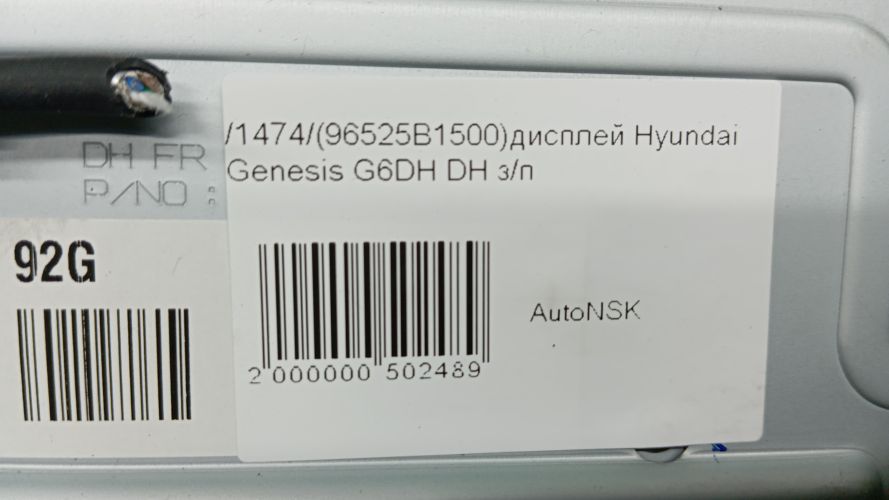 /1474/(96525B1500)дисплей Hyundai
Genesis G6DH DH з/п
DH FR
P/NO :
92G
AutoNSK
2 000000 502489